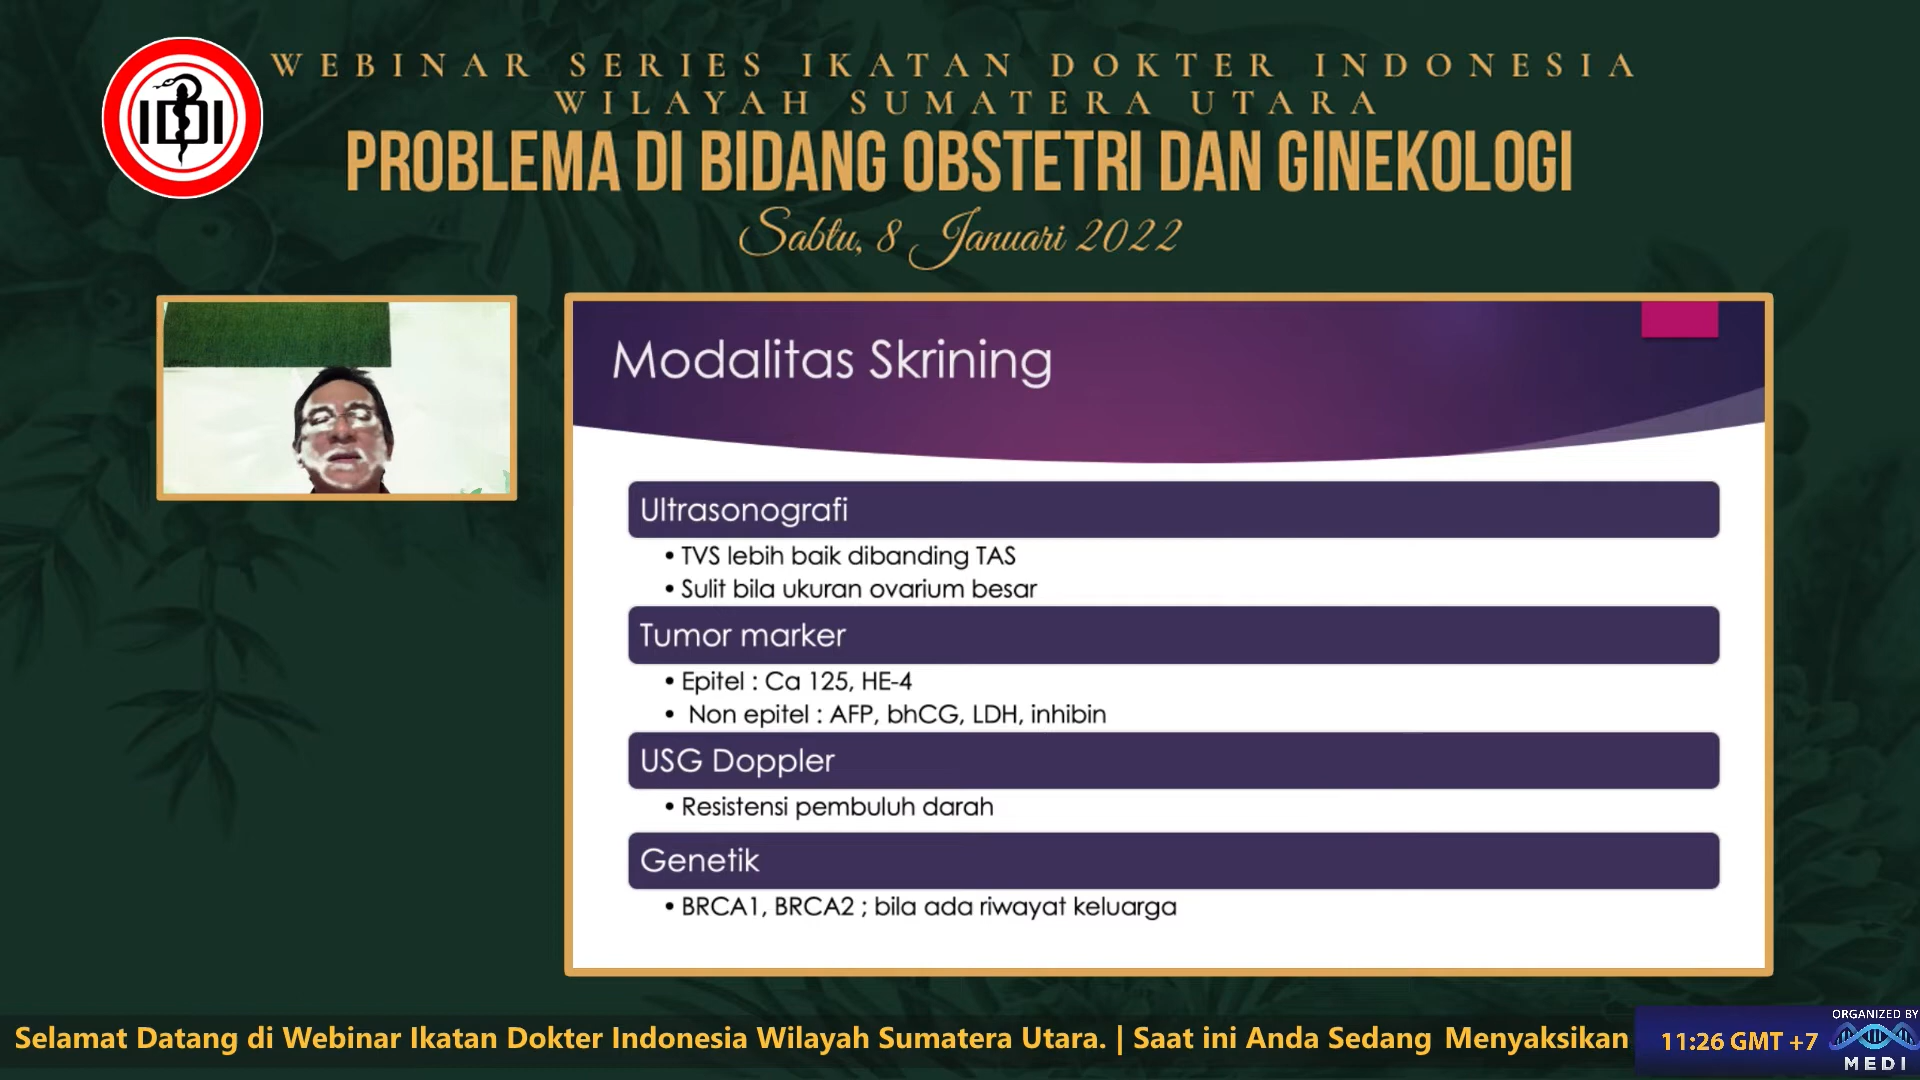 IDI
WEBINAR SERIES IKATAN DOKTER INDONESIA
WILAYAH SUMATERA UTARA
PROBLEMA DI BIDANG OBSTETRI DAN GINEKOLOGI
Sabtu, 8 Januari 2022
Modalitas Skrining
Ultrasonografi
• TVS lebih baik dibanding TAS
• Sulit bila ukuran ovarium besar
Tumor marker
• Epitel : Ca 125, HE-4
• Non epitel : AFP, bhCG, LDH, inhibin
USG Doppler
• Resistensi pembuluh darah
Genetik
• BRCA1, BRCA2 ; bila ada riwayat keluarga
Selamat Datang di Webinar Ikatan Dokter Indonesia Wilayah Sumatera Utara. | Saat ini Anda Sedang Menyaksikan
11:26 GMT +7
ORGANIZED BY
MEDI